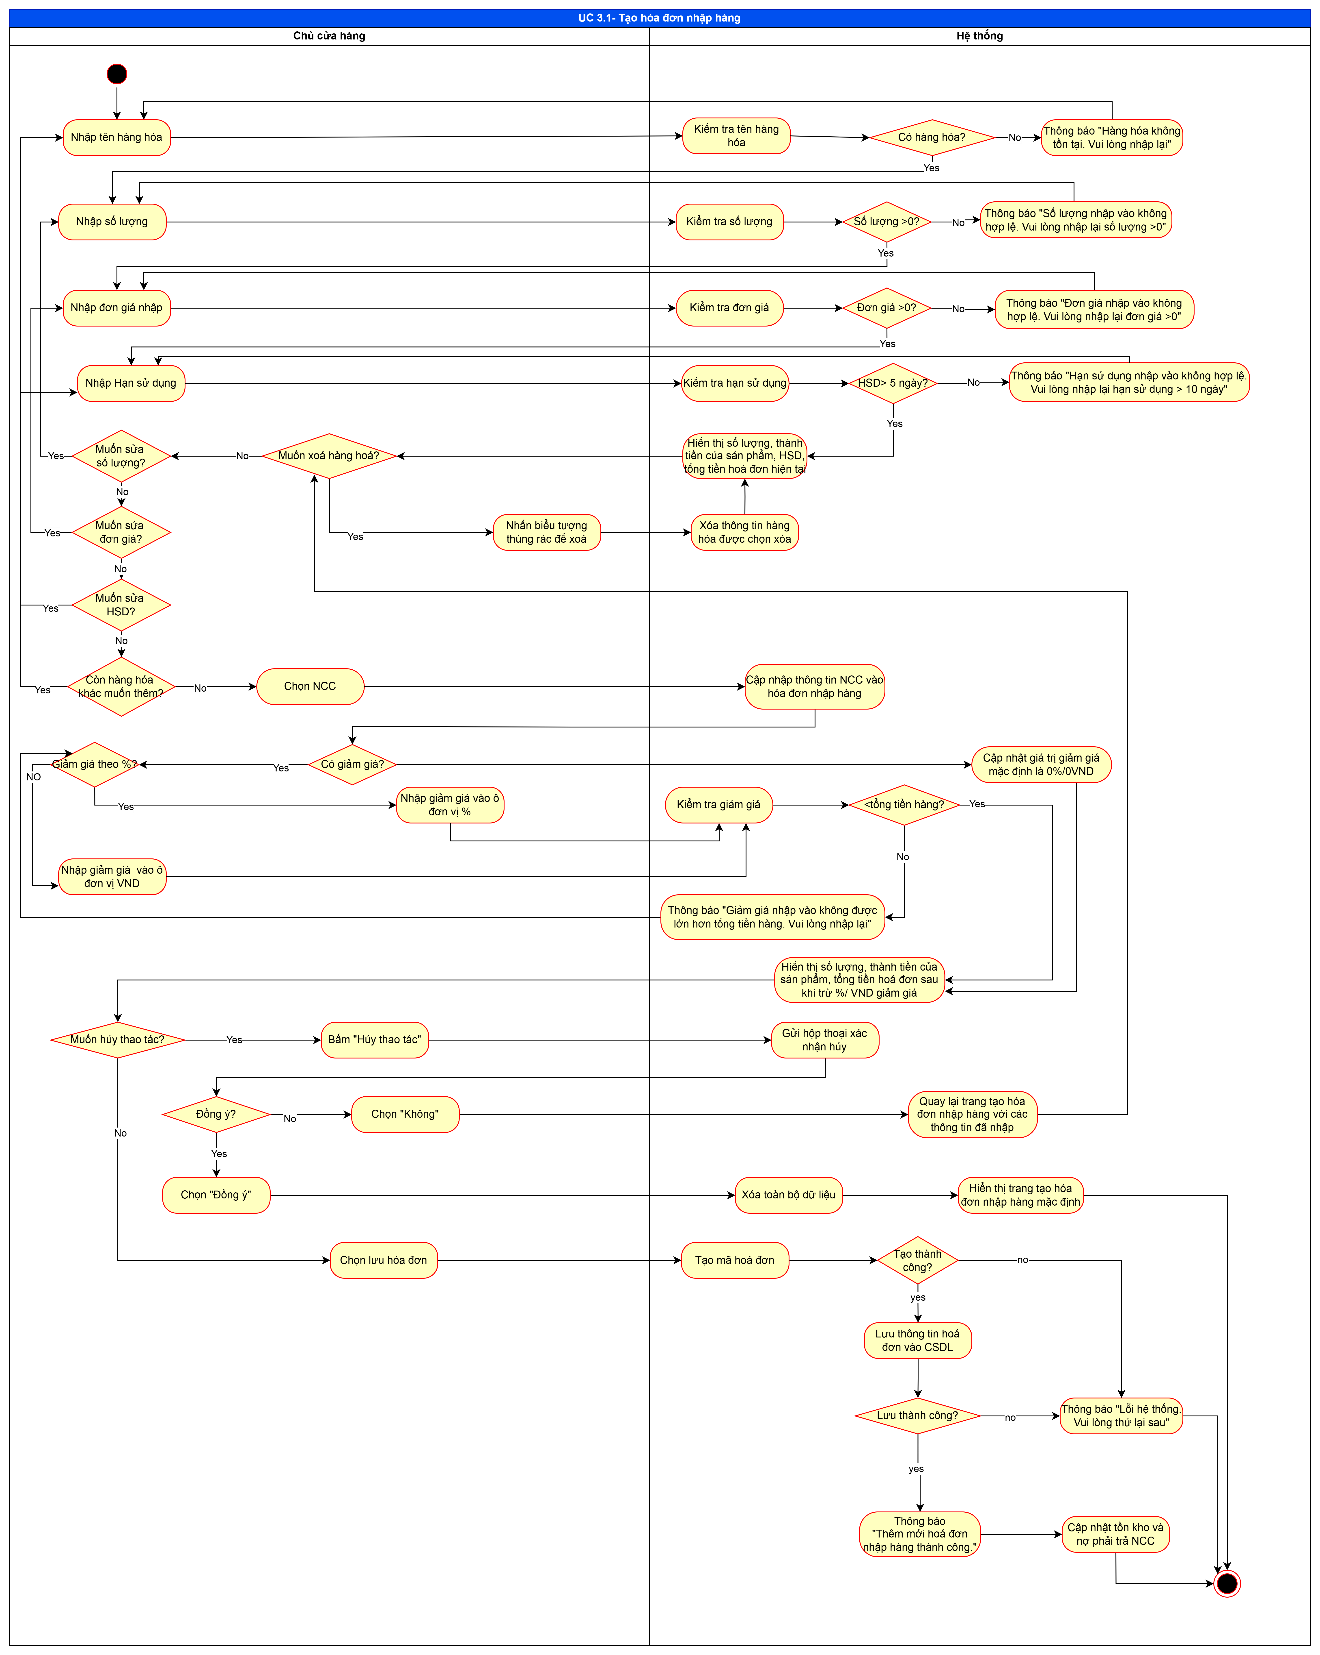 UC 3.1- Tạo hóa đơn nhập hàng
Chủ cửa hàng
Hệ thống
Nhập tên hàng hóa
Kiểm tra tên hàng
hóa
Có hàng hóa?
No
Thông báo "Hàng hóa không
tồn tại. Vui lòng nhập lại"
Yes
Nhập số lượng
Kiểm tra số lượng
Số lượng >0?
No
Thông báo "Số lượng nhập vào không
hợp lệ. Vui lòng nhập lại số lượng >0"
Yes
Nhập đơn giá nhập
Kiểm tra đơn giá
Đơn giá >0?
No
Thông báo "Đơn giá nhập vào không
hợp lệ. Vui lòng nhập lại đơn giá >0"
Yes
Nhập Hạn sử dụng
Kiểm tra hạn sử dụng
HSD> 5 ngày?
No
Thông báo "Hạn sử dụng nhập vào không hợp lệ.
Vui lòng nhập lại hạn sử dụng > 10 ngày"
Yes
Muốn sửa
số lượng?
Yes
No
Muốn xoá hàng hoá?
No
Hiển thị số lượng, thành
tiền của sản phẩm, HSD,
tổng tiền hoá đơn hiện tại
Muốn sửa
đơn giá?
Yes
No
Yes
Nhấn biểu tượng
thùng rác để xoá
Xóa thông tin hàng
hóa được chọn xóa
Muốn sửa
HSD?
Yes
No
Còn hàng hóa
khác muốn thêm?
Yes
No
Chọn NCC
Cập nhập thông tin NCC vào
hóa đơn nhập hàng
Giảm giá theo %?
NO
Yes
Có giảm giá?
Yes
Cập nhật giá trị giảm giá
mặc định là 0%/0VND
Nhập giảm giá vào ô
đơn vị %
Kiểm tra giảm giá
<tổng tiền hàng?
Yes
No
Nhập giảm giá vào ô
đơn vị VND
Thông báo "Giảm giá nhập vào không được
lớn hơn tổng tiền hàng. Vui lòng nhập lại"
Hiển thị số lượng, thành tiền của
sản phẩm, tổng tiền hoá đơn sau
khi trừ %/ VND giảm giá
Muốn hủy thao tác?
Yes
Bấm "Hủy thao tác"
Gửi hộp thoại xác
nhận hủy
No
Đồng ý?
No
Chọn "Không"
Quay lại trang tạo hóa
đơn nhập hàng với các
thông tin đã nhập
Yes
Chọn "Đồng ý"
Xóa toàn bộ dữ liệu
Hiển thị trang tạo hóa
đơn nhập hàng mặc định
Chọn lưu hóa đơn
Tạo mã hoá đơn
Tạo thành
công?
no
yes
Lưu thông tin hoá
đơn vào CSDL
Lưu thành công?
no
Thông báo "Lỗi hệ thống.
Vui lòng thử lại sau"
yes
Thông báo
"Thêm mới hoá đơn
nhập hàng thành công."
Cập nhật tồn kho và
nợ phải trả NCC